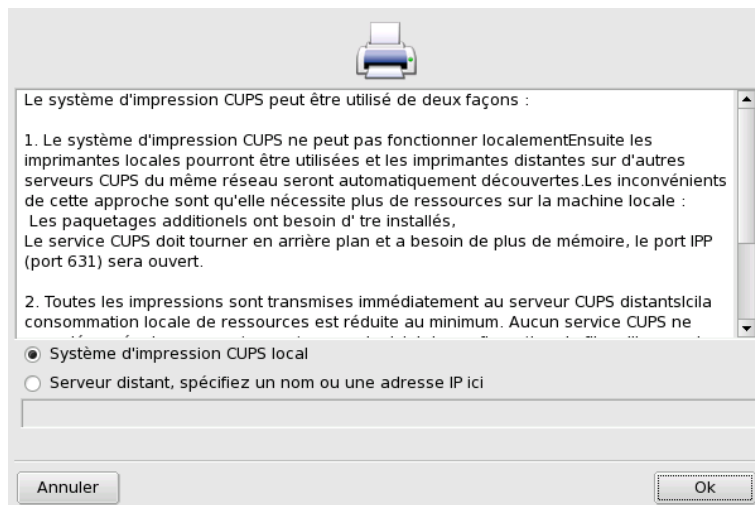 Le système d'impression CUPS peut être utilisé de deux façons :
1. Le système d'impression CUPS ne peut pas fonctionner localementEnsuite les
imprimantes locales pourront être utilisées et les imprimantes distantes sur d'autres
serveurs CUPS du même réseau seront automatiquement découvertes.Les inconvénients
de cette approche sont qu'elle nécessite plus de ressources sur la machine locale :
Les paquetages additionels ont besoin d' tre installés,
Le service CUPS doit tourner en arrière plan et a besoin de plus de mémoire, le port IPP
(port 631) sera ouvert.
2. Toutes les impressions sont transmises immédiatement au serveur CUPS distantsIcila
consommation locale de ressources est réduite au minimum. Aucun service CUPS ne
Système d'impression CUPS local
Serveur distant, spécifiez un nom ou une adresse IP ici
Annuler
Ok